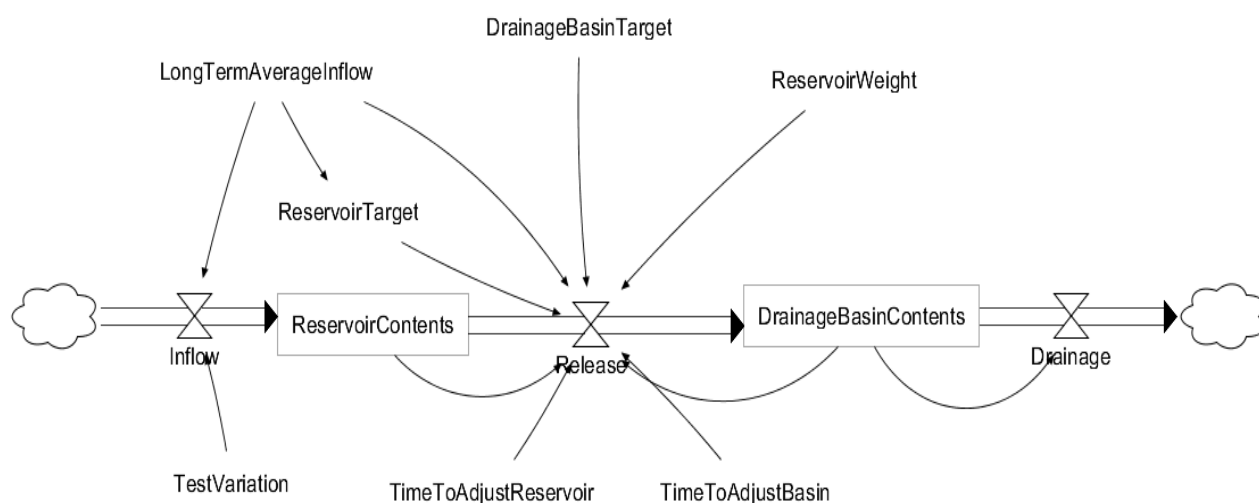 DrainageBasinTarget
LongTermAverageInflow
ReservoirWeight
ReservoirTarget
ReservoirContents
DrainageBasinContents
Inflow
Release
Drainage
TestVariation
TimeToAdjustReservoir
TimeToAdjustBasin